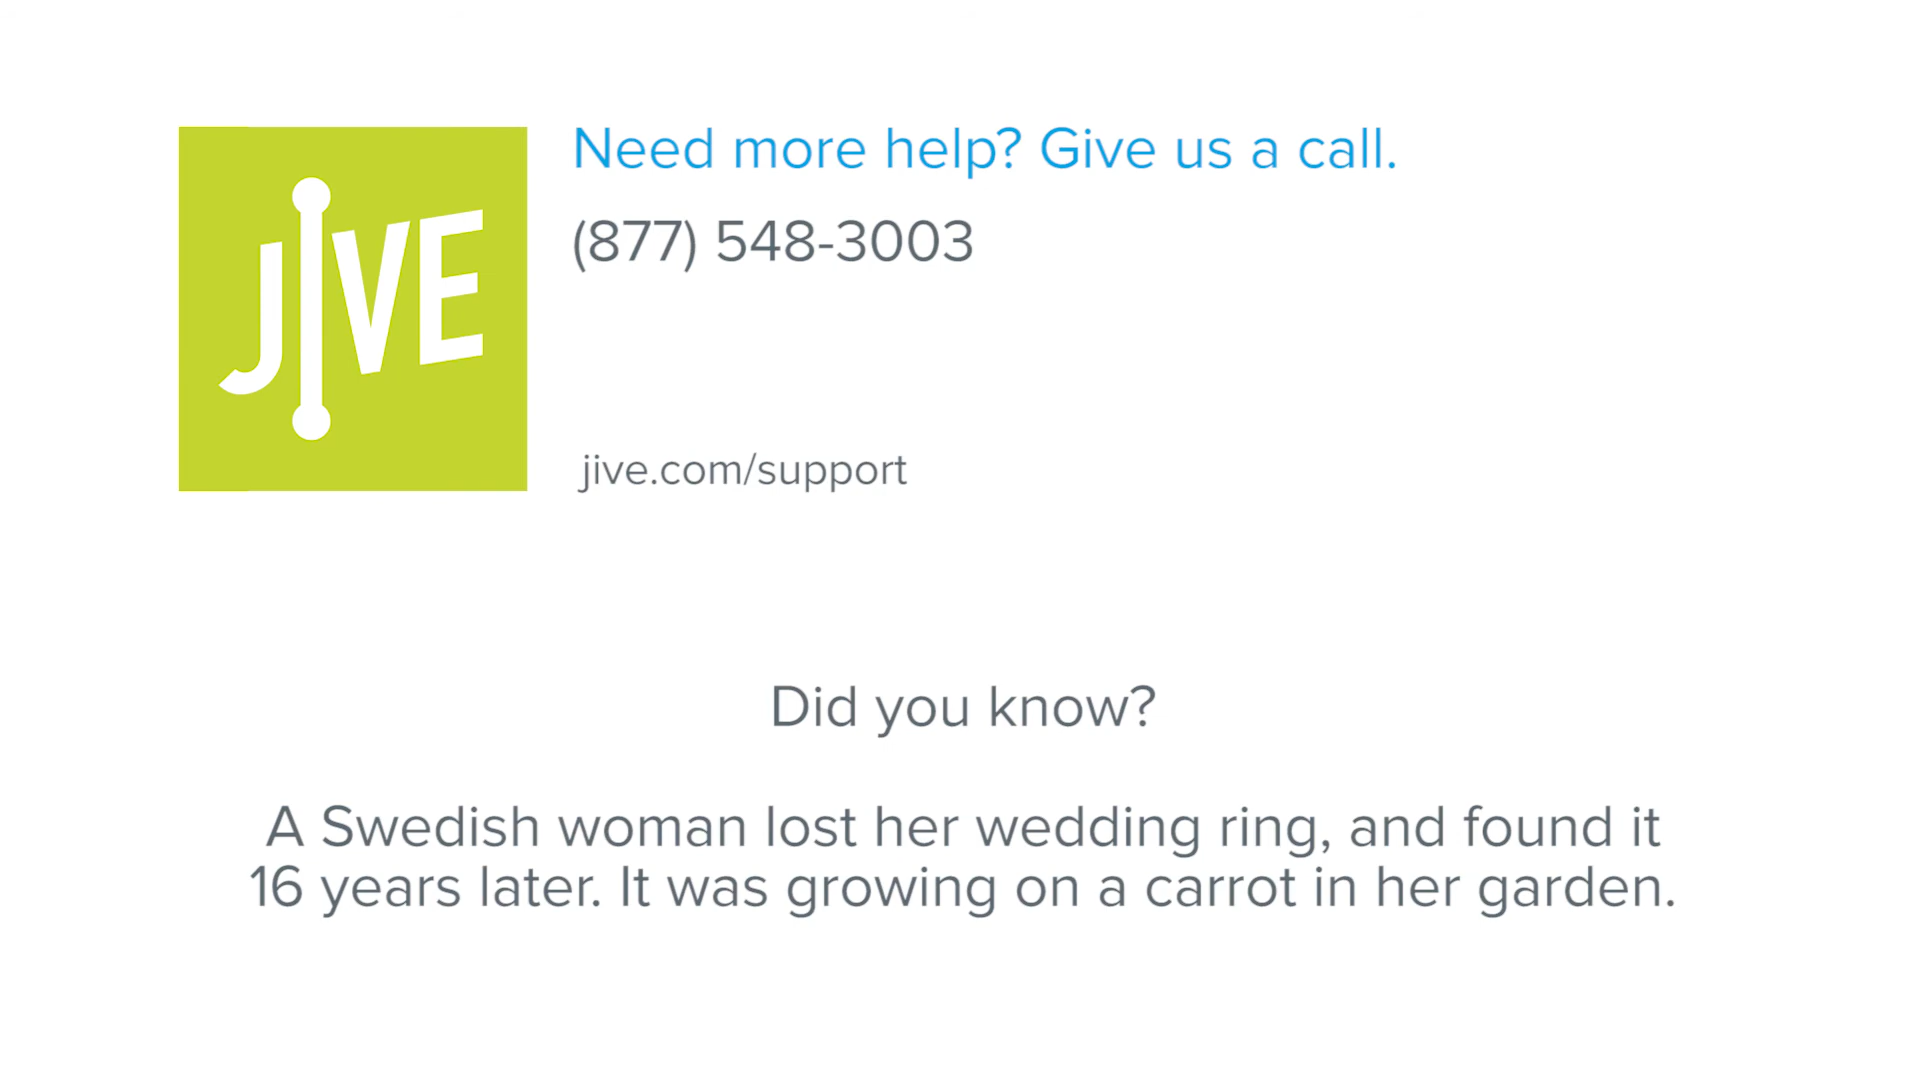 JIVE
Need more help? Give us a call.
(877) 548-3003
jive.com/support
Did you know?
A Swedish woman lost her wedding ring, and found it
16 years later. It was growing on a carrot in her garden.